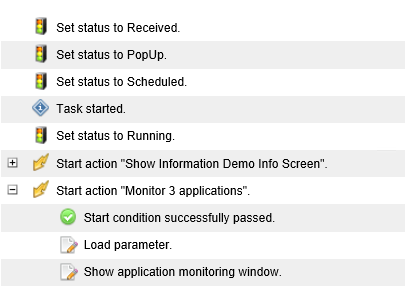 Set status to Received.
Set status to PopUp.
Set status to Scheduled.
Task started.
Set status to Running.
Start action "Show Information Demo Info Screen".
Start action "Monitor 3 applications".
Start condition successfully passed.
Load parameter.
Show application monitoring window.